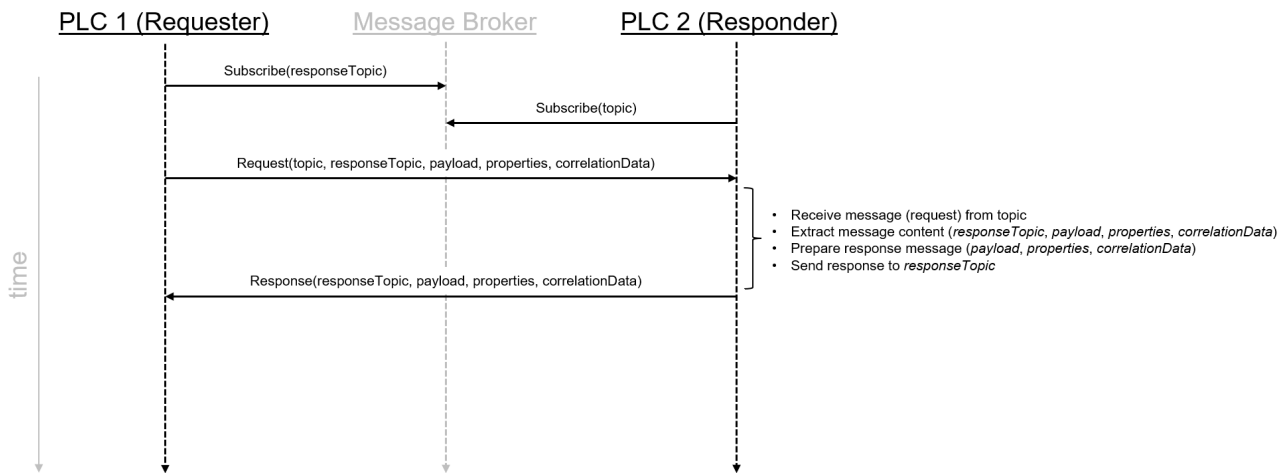 PLC 1 (Requester)
Message Broker
PLC 2 (Responder)
Subscribe(responseTopic)
Subscribe(topic)
Request(topic, responseTopic, payload, properties, correlationData)
• Receive message (request) from topic
• Extract message content (responseTopic, payload, properties, correlationData)
• Prepare response message (payload, properties, correlationData)
• Send response to responseTopic
Response(responseTopic, payload, properties, correlationData)
time